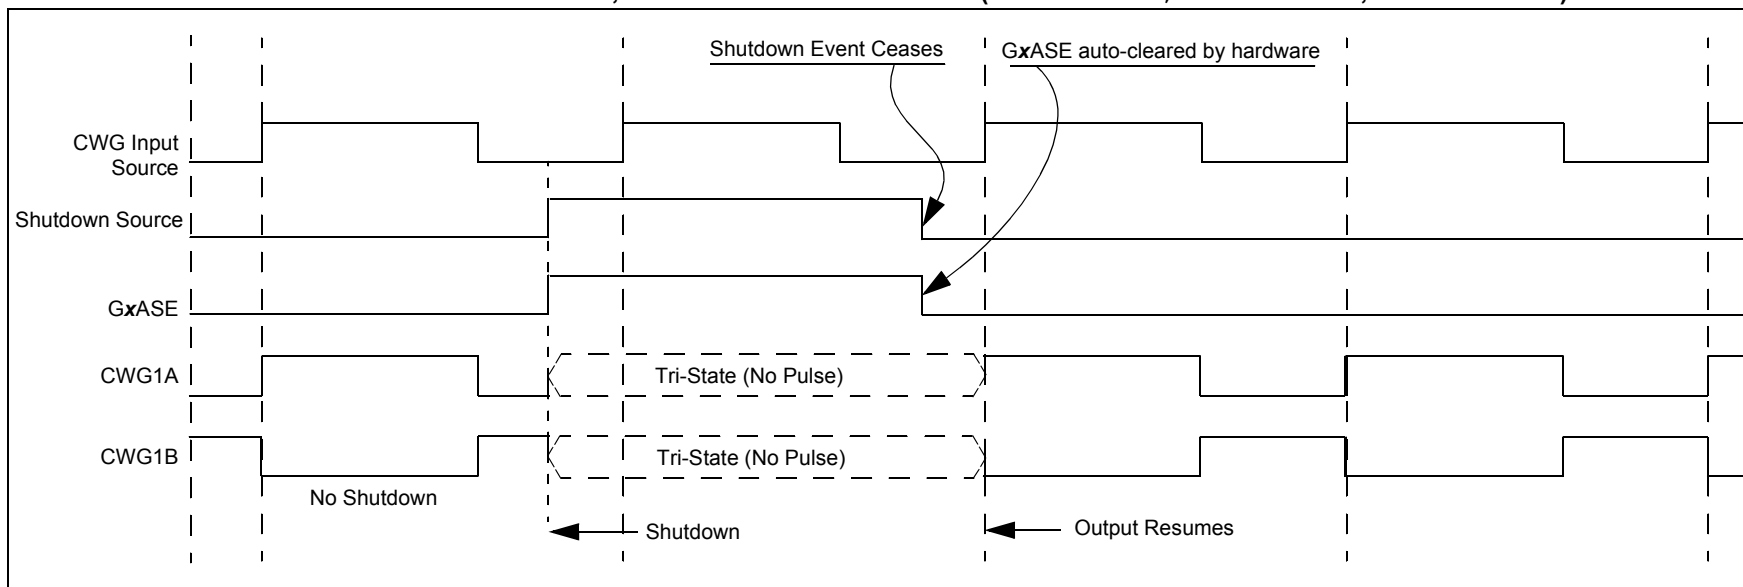 Shutdown Event Ceases
GxASE auto-cleared by hardware
CWG Input
Source
Shutdown Source
GxASE
CWG1A
Tri-State (No Pulse)
CWG1B
Tri-State (No Pulse)
No Shutdown
Shutdown
Output Resumes